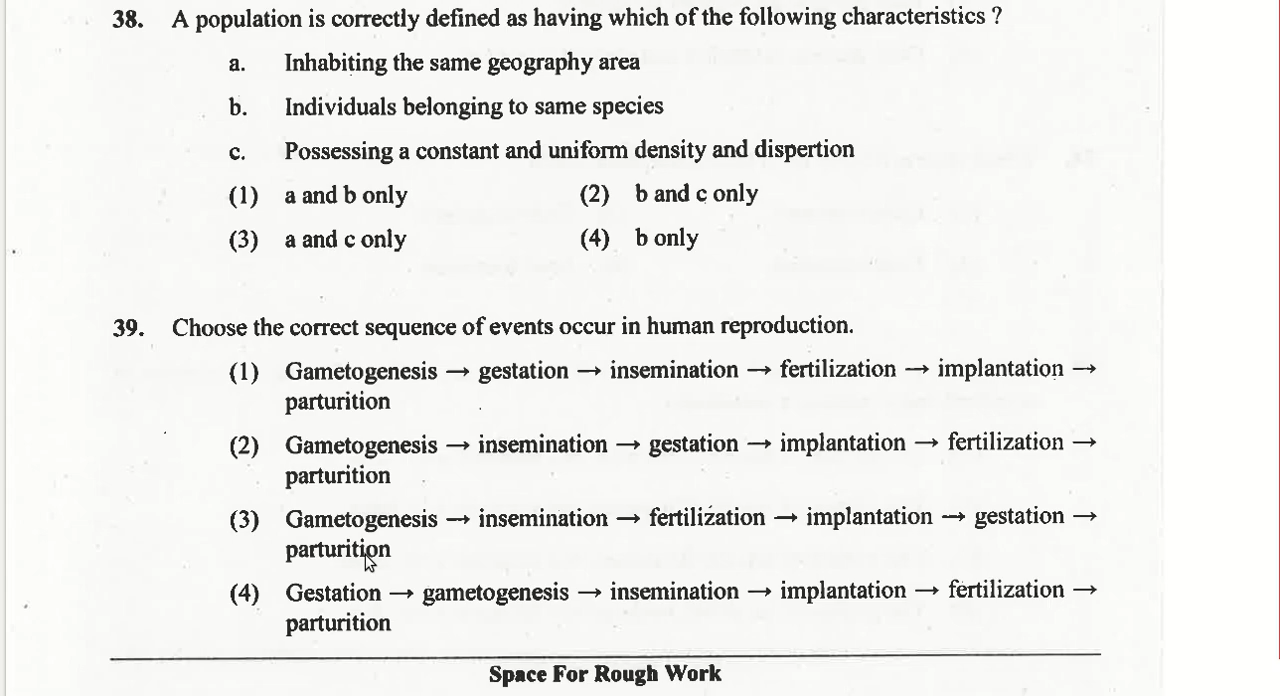 38. A population is correctly defined as having which of the following characteristics ?
a. Inhabiting the same geography area
b. Individuals belonging to same species
c. Possessing a constant and uniform density and dispertion
(1) a and b only (2) b and c only
(3) a and c only (4) b only
39. Choose the correct sequence of events occur in human reproduction.
(1) Gametogenesis → gestation → insemination → fertilization → implantation →
parturition
(2) Gametogenesis → insemination → gestation → implantation → fertilization →
parturition
(3) Gametogenesis → insemination → fertilization → implantation → gestation →
parturition
(4) Gestation → gametogenesis → insemination → implantation → fertilization →
parturition
Space For Rough Work